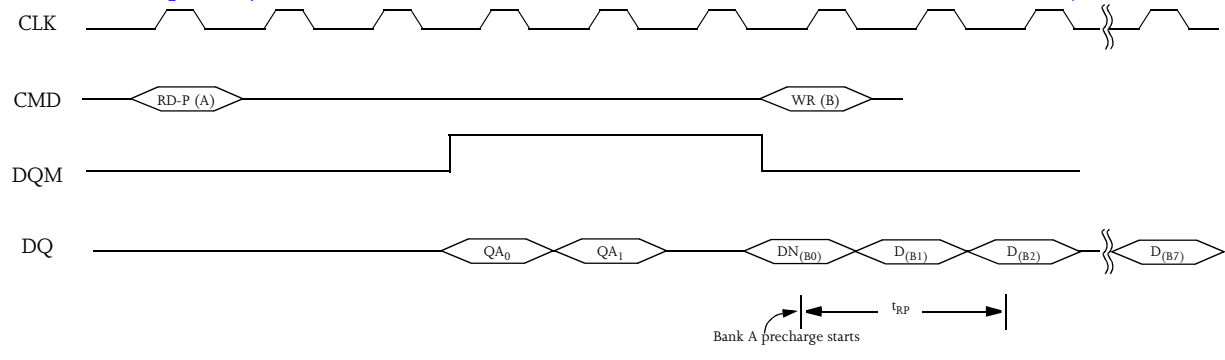 CLK
CMD
RD-P (A)
WR (B)
DQM
DQ
QA0
QA1
DN(B0)
D(B1)
D(B2)
D(B7)
tRP
Bank A precharge starts